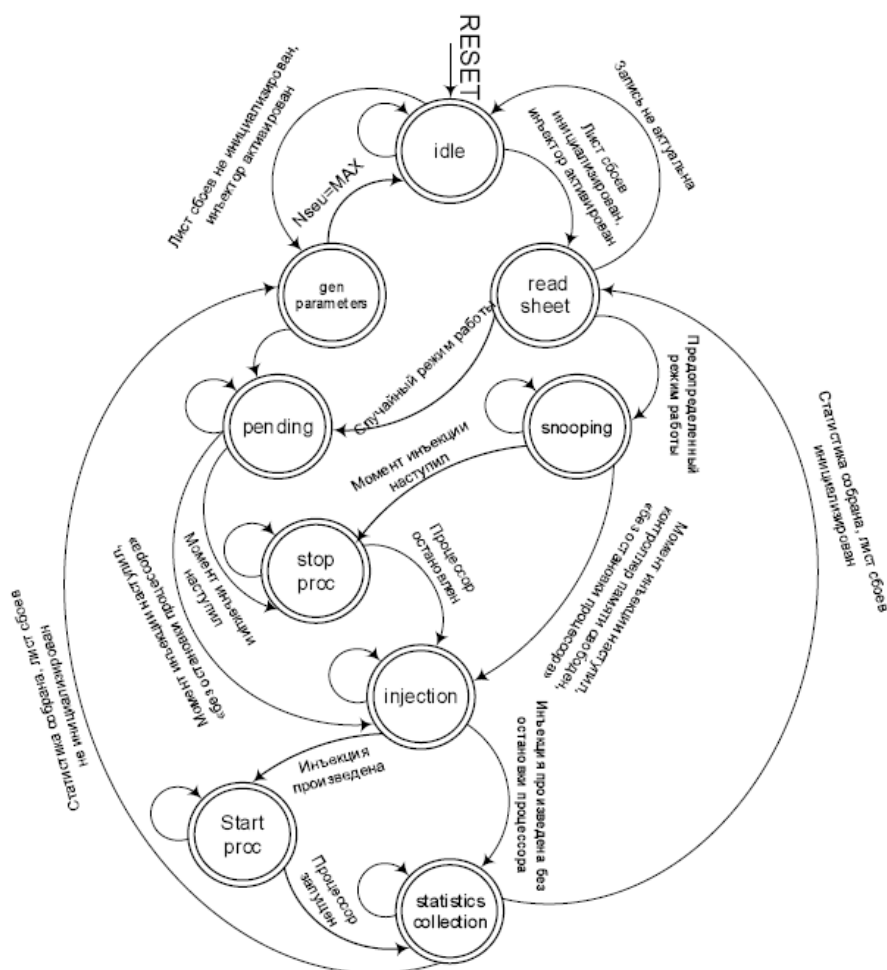 RESET
idle
Лист сбоев не инициализирован,
инъектор активирован
Nseu=MAX
Лист сбоев
инициализирован,
инъектор активирован
Запись не актуальна
gen
parameters
read
sheet
Случайный режим работы
Предопределенный
режим работы
pending
snooping
Момент инъекции
наступил
Момент инъекции
наступил
stop
proc
Процессор
остановлен
Момент инъекции наступил,
«без остановки процессора»
Момент инъекции наступил,
контроллер памяти свободен,
«без остановки процессора»
Статистика собрана, лист сбоев
инициализирован
injection
Инъекция
произведена
Инъекция произведена без
остановки процессора
Статистика собрана, лист сбоев
не инициализирован
Start
proc
Процессор
запущен
statistics
collection